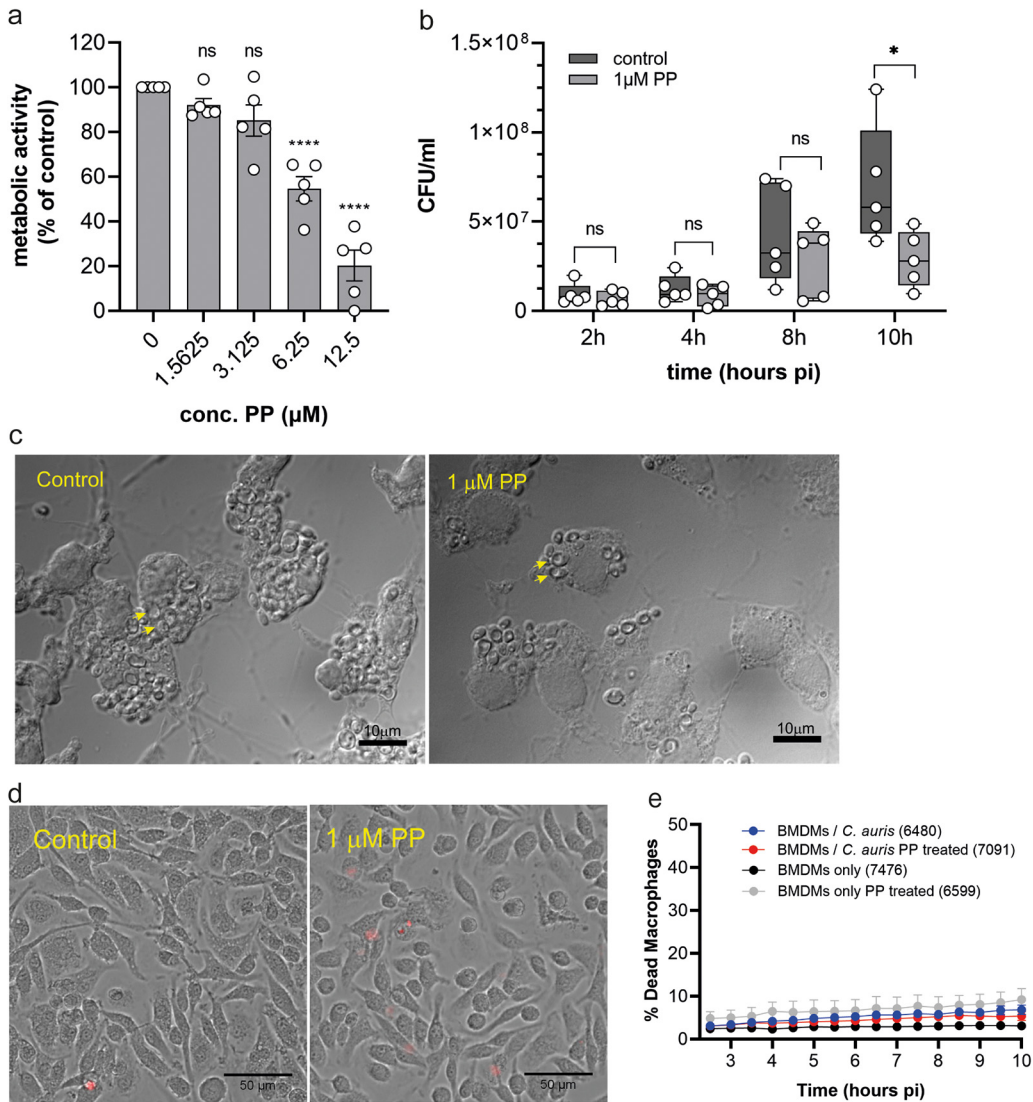 a
metabolic activity
(% of control)
120
100
80
60
40
20
0
ns
ns
****
****
0
1.5625
3.125
6.25
12.5
conc. PP (µM)
b
CFU/ml
1.5×10⁸
1×10⁸
5×10⁷
0
control
1µM PP
ns
ns
ns
*
2h
4h
8h
10h
time (hours pi)
c
Control
10µm
1 µM PP
10µm
d
Control
50 µm
1 µM PP
50 µm
e
% Dead Macrophages
50
40
30
20
10
0
BMDMs / C. auris (6480)
BMDMs / C. auris PP treated (7091)
BMDMs only (7476)
BMDMs only PP treated (6599)
3
4
5
6
7
8
9
10
Time (hours pi)